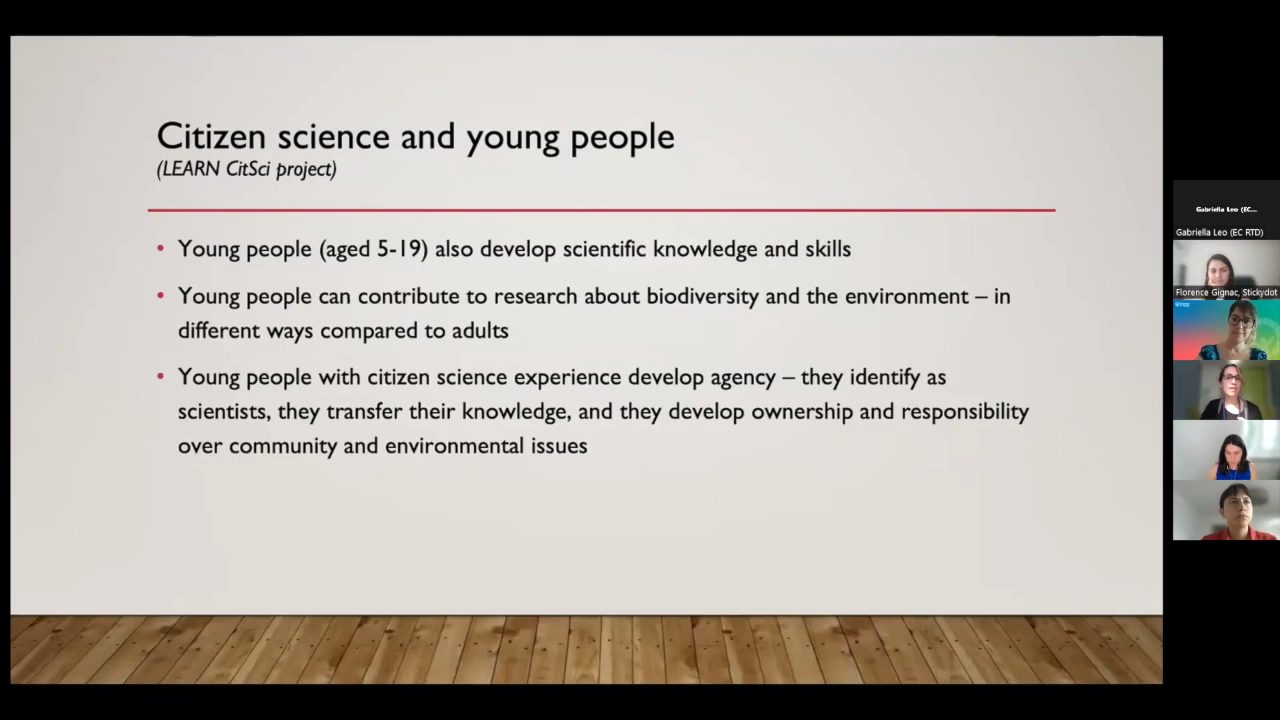 Citizen science and young people
(LEARN CitSci project)
• Young people (aged 5-19) also develop scientific knowledge and skills
• Young people can contribute to research about biodiversity and the environment – in
different ways compared to adults
• Young people with citizen science experience develop agency – they identify as
scientists, they transfer their knowledge, and they develop ownership and responsibility
over community and environmental issues
Gabriella Leo (EC...
Gabriella Leo (EC RTD)
Florence Gignac, Stickydot